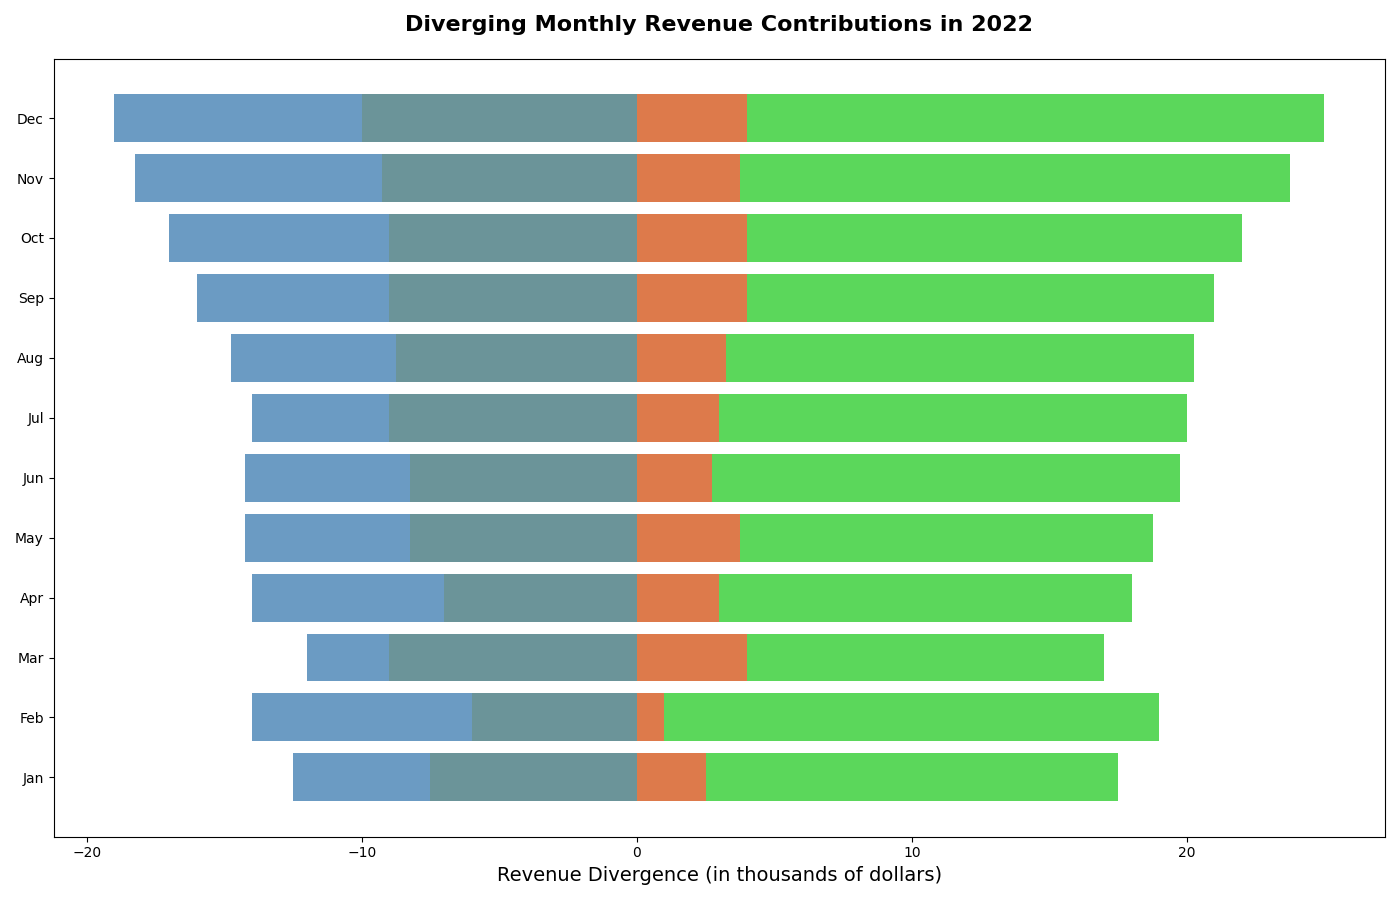 Diverging Monthly Revenue Contributions in 2022
Dec
Nov
Oct
Sep
Aug
Jul
Jun
May
Apr
Mar
Feb
Jan
−20 −10 0 10 20
Revenue Divergence (in thousands of dollars)